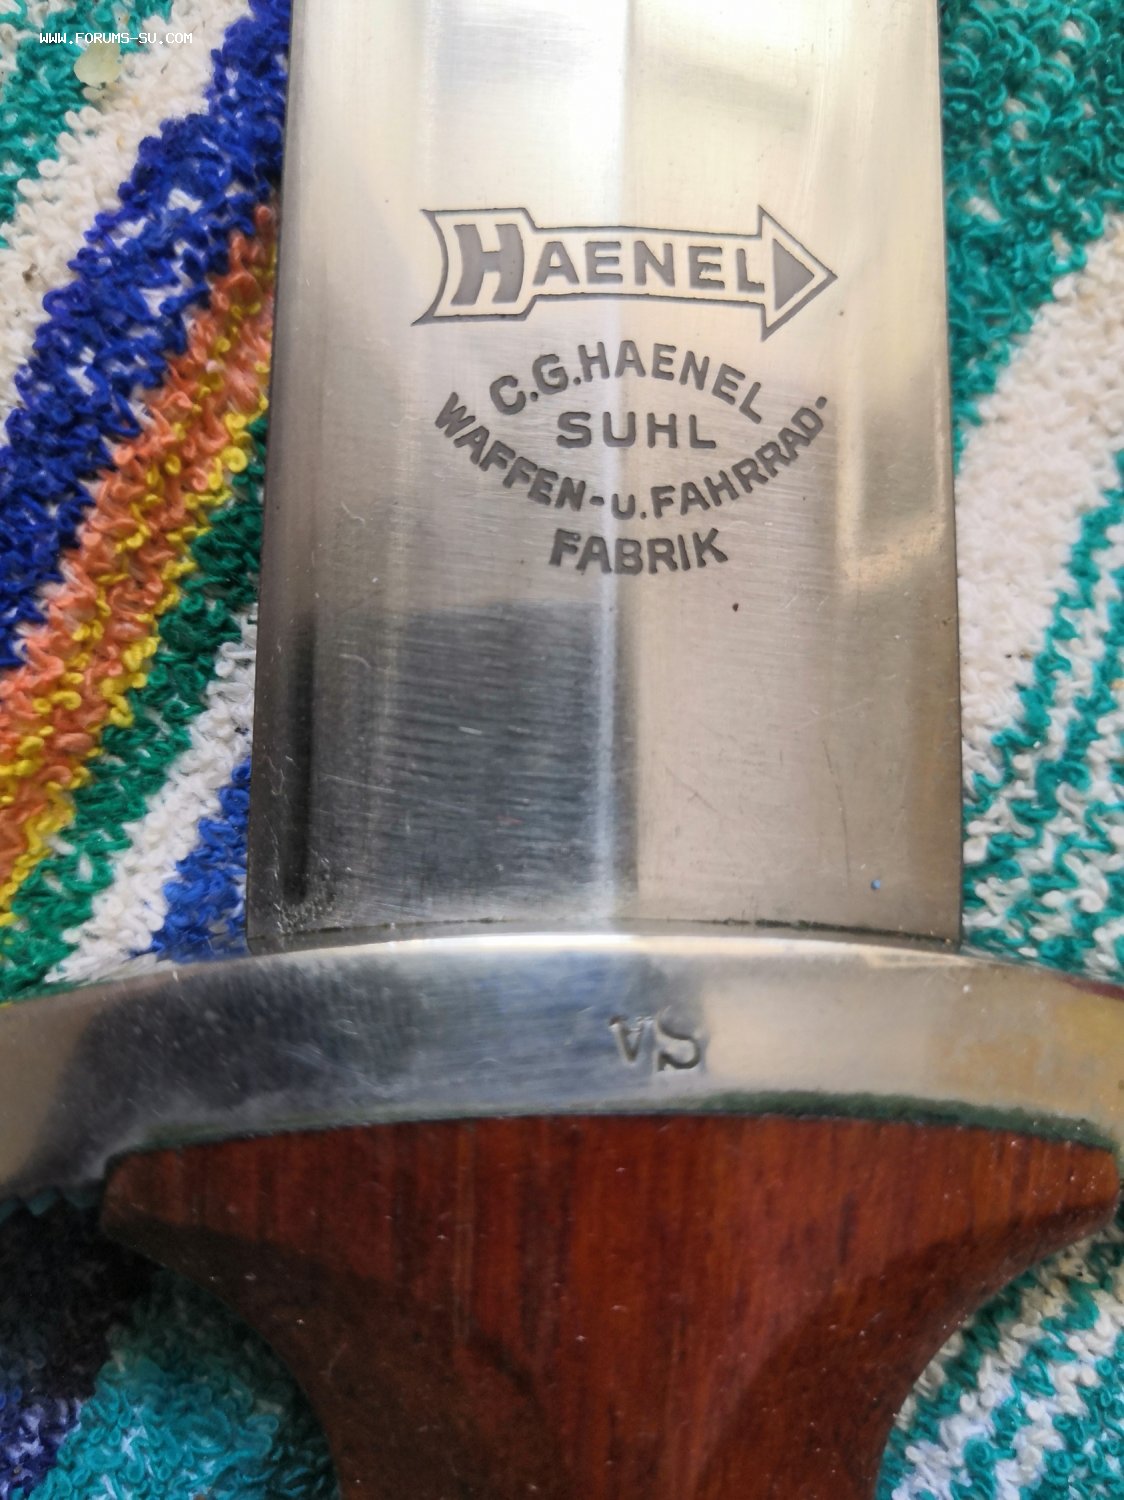 WWW.FORUMS-SU.COM
HAENEL
C.G.HAENEL
SUHL
WAFFEN-u.FAHRRAD-
FABRIK
SA